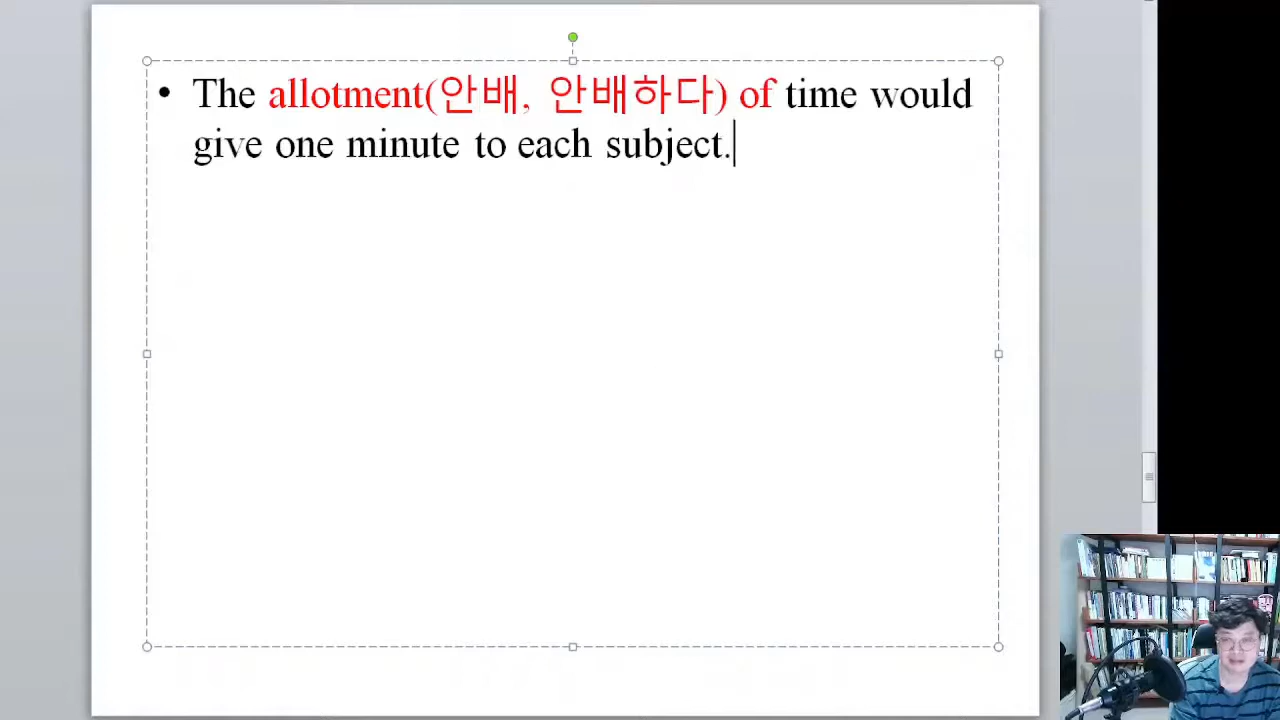 • The allotment(안배, 안배하다) of time would
give one minute to each subject.